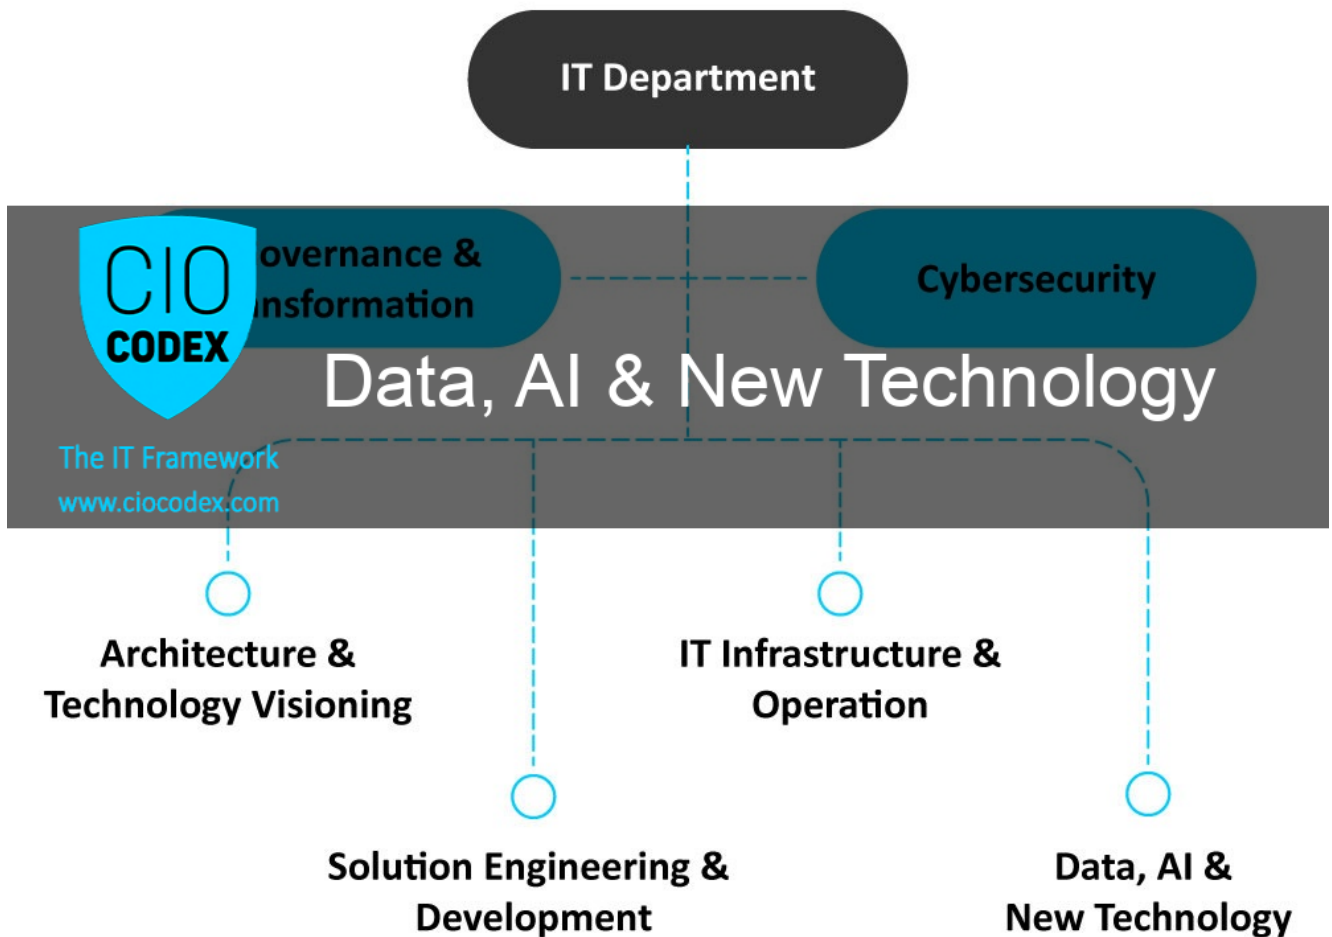 IT Department
overnance &
ansformation
Cybersecurity
CIO
CODEX
Data, AI & New Technology
The IT Framework
www.ciocodex.com
Architecture &
Technology Visioning
IT Infrastructure &
Operation
Solution Engineering &
Development
Data, AI &
New Technology